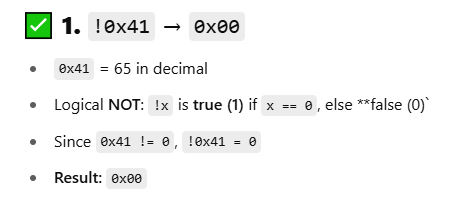 ✅ 1. !0x41 → 0x00
• 0x41 = 65 in decimal
• Logical NOT: !x is true (1) if x == 0, else **false (0)`
• Since 0x41 != 0, !0x41 = 0
• Result: 0x00